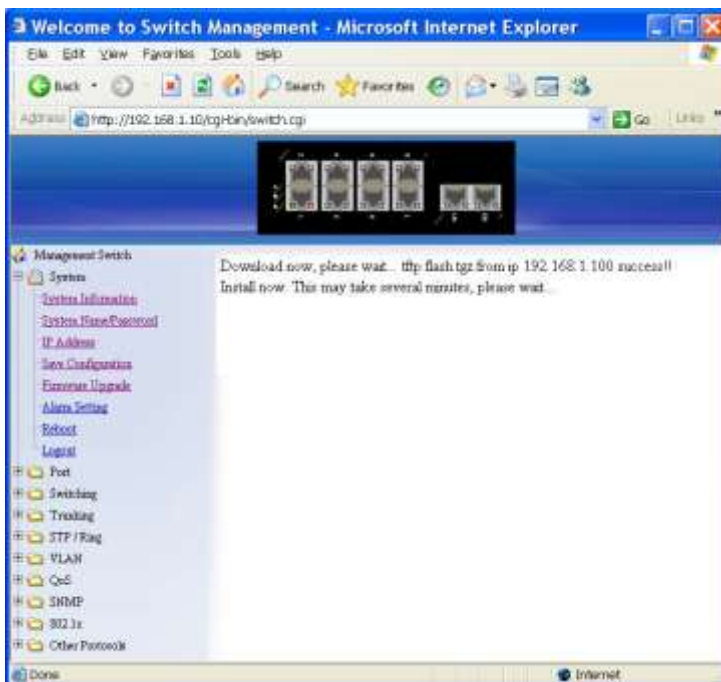 Welcome to Switch Management - Microsoft Internet Explorer
File Edit View Favorites Tools Help
Back Search Favorites
Address http://192.168.1.10/cgi-bin/switch.cgi Go Links
Management Switch
System
System Information
System Name/Password
IP Address
Save Configuration
Firmware Upgrade
Alarm Setting
Reboot
Logout
Port
Switching
Trunking
STP / Ring
VLAN
QoS
SNMP
802.1x
Other Protocols
Download now, please wait... tftp flash.tgz from ip 192.168.1.100 success!!
Install now. This may take several minutes, please wait...
Done Internet